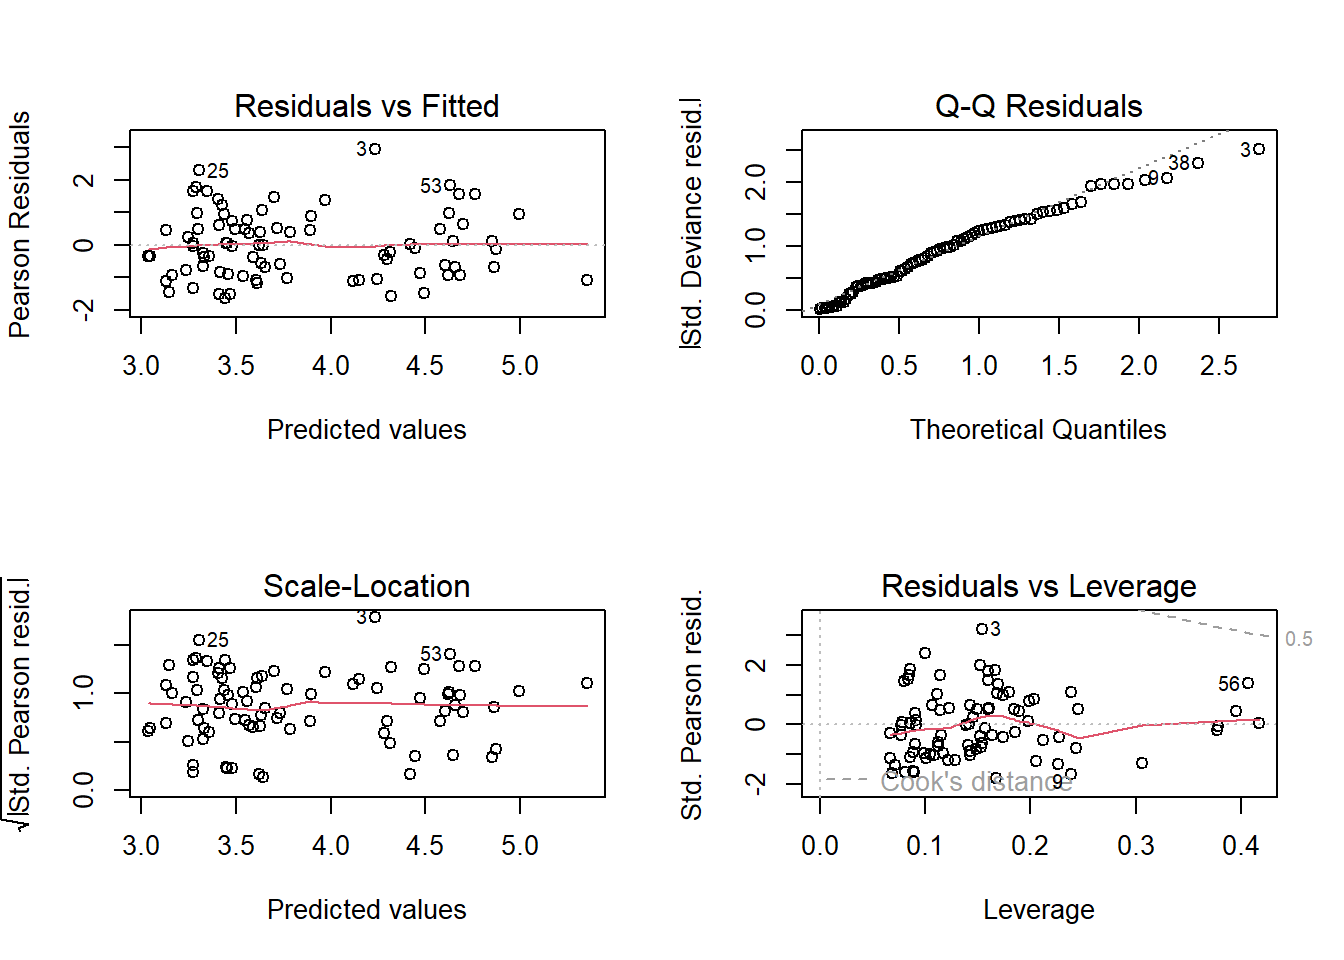 Residuals vs Fitted
Pearson Residuals
2
0
-2
3
25
53
3.0 3.5 4.0 4.5 5.0
Predicted values
Q-Q Residuals
|Std. Deviance resid.|
2.0
1.0
0.0
3
38
9
0.0 0.5 1.0 1.5 2.0 2.5
Theoretical Quantiles
Scale-Location
√|Std. Pearson resid.|
1.0
0.0
3
25
53
3.0 3.5 4.0 4.5 5.0
Predicted values
Residuals vs Leverage
Std. Pearson resid.
2
0
-2
3
0.5
56
9
Cook's distance
0.0 0.1 0.2 0.3 0.4
Leverage